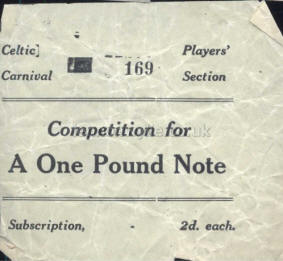 Celtic] Players'
Carnival 169 Section
Competition for
A One Pound Note
Subscription, - 2d. each.